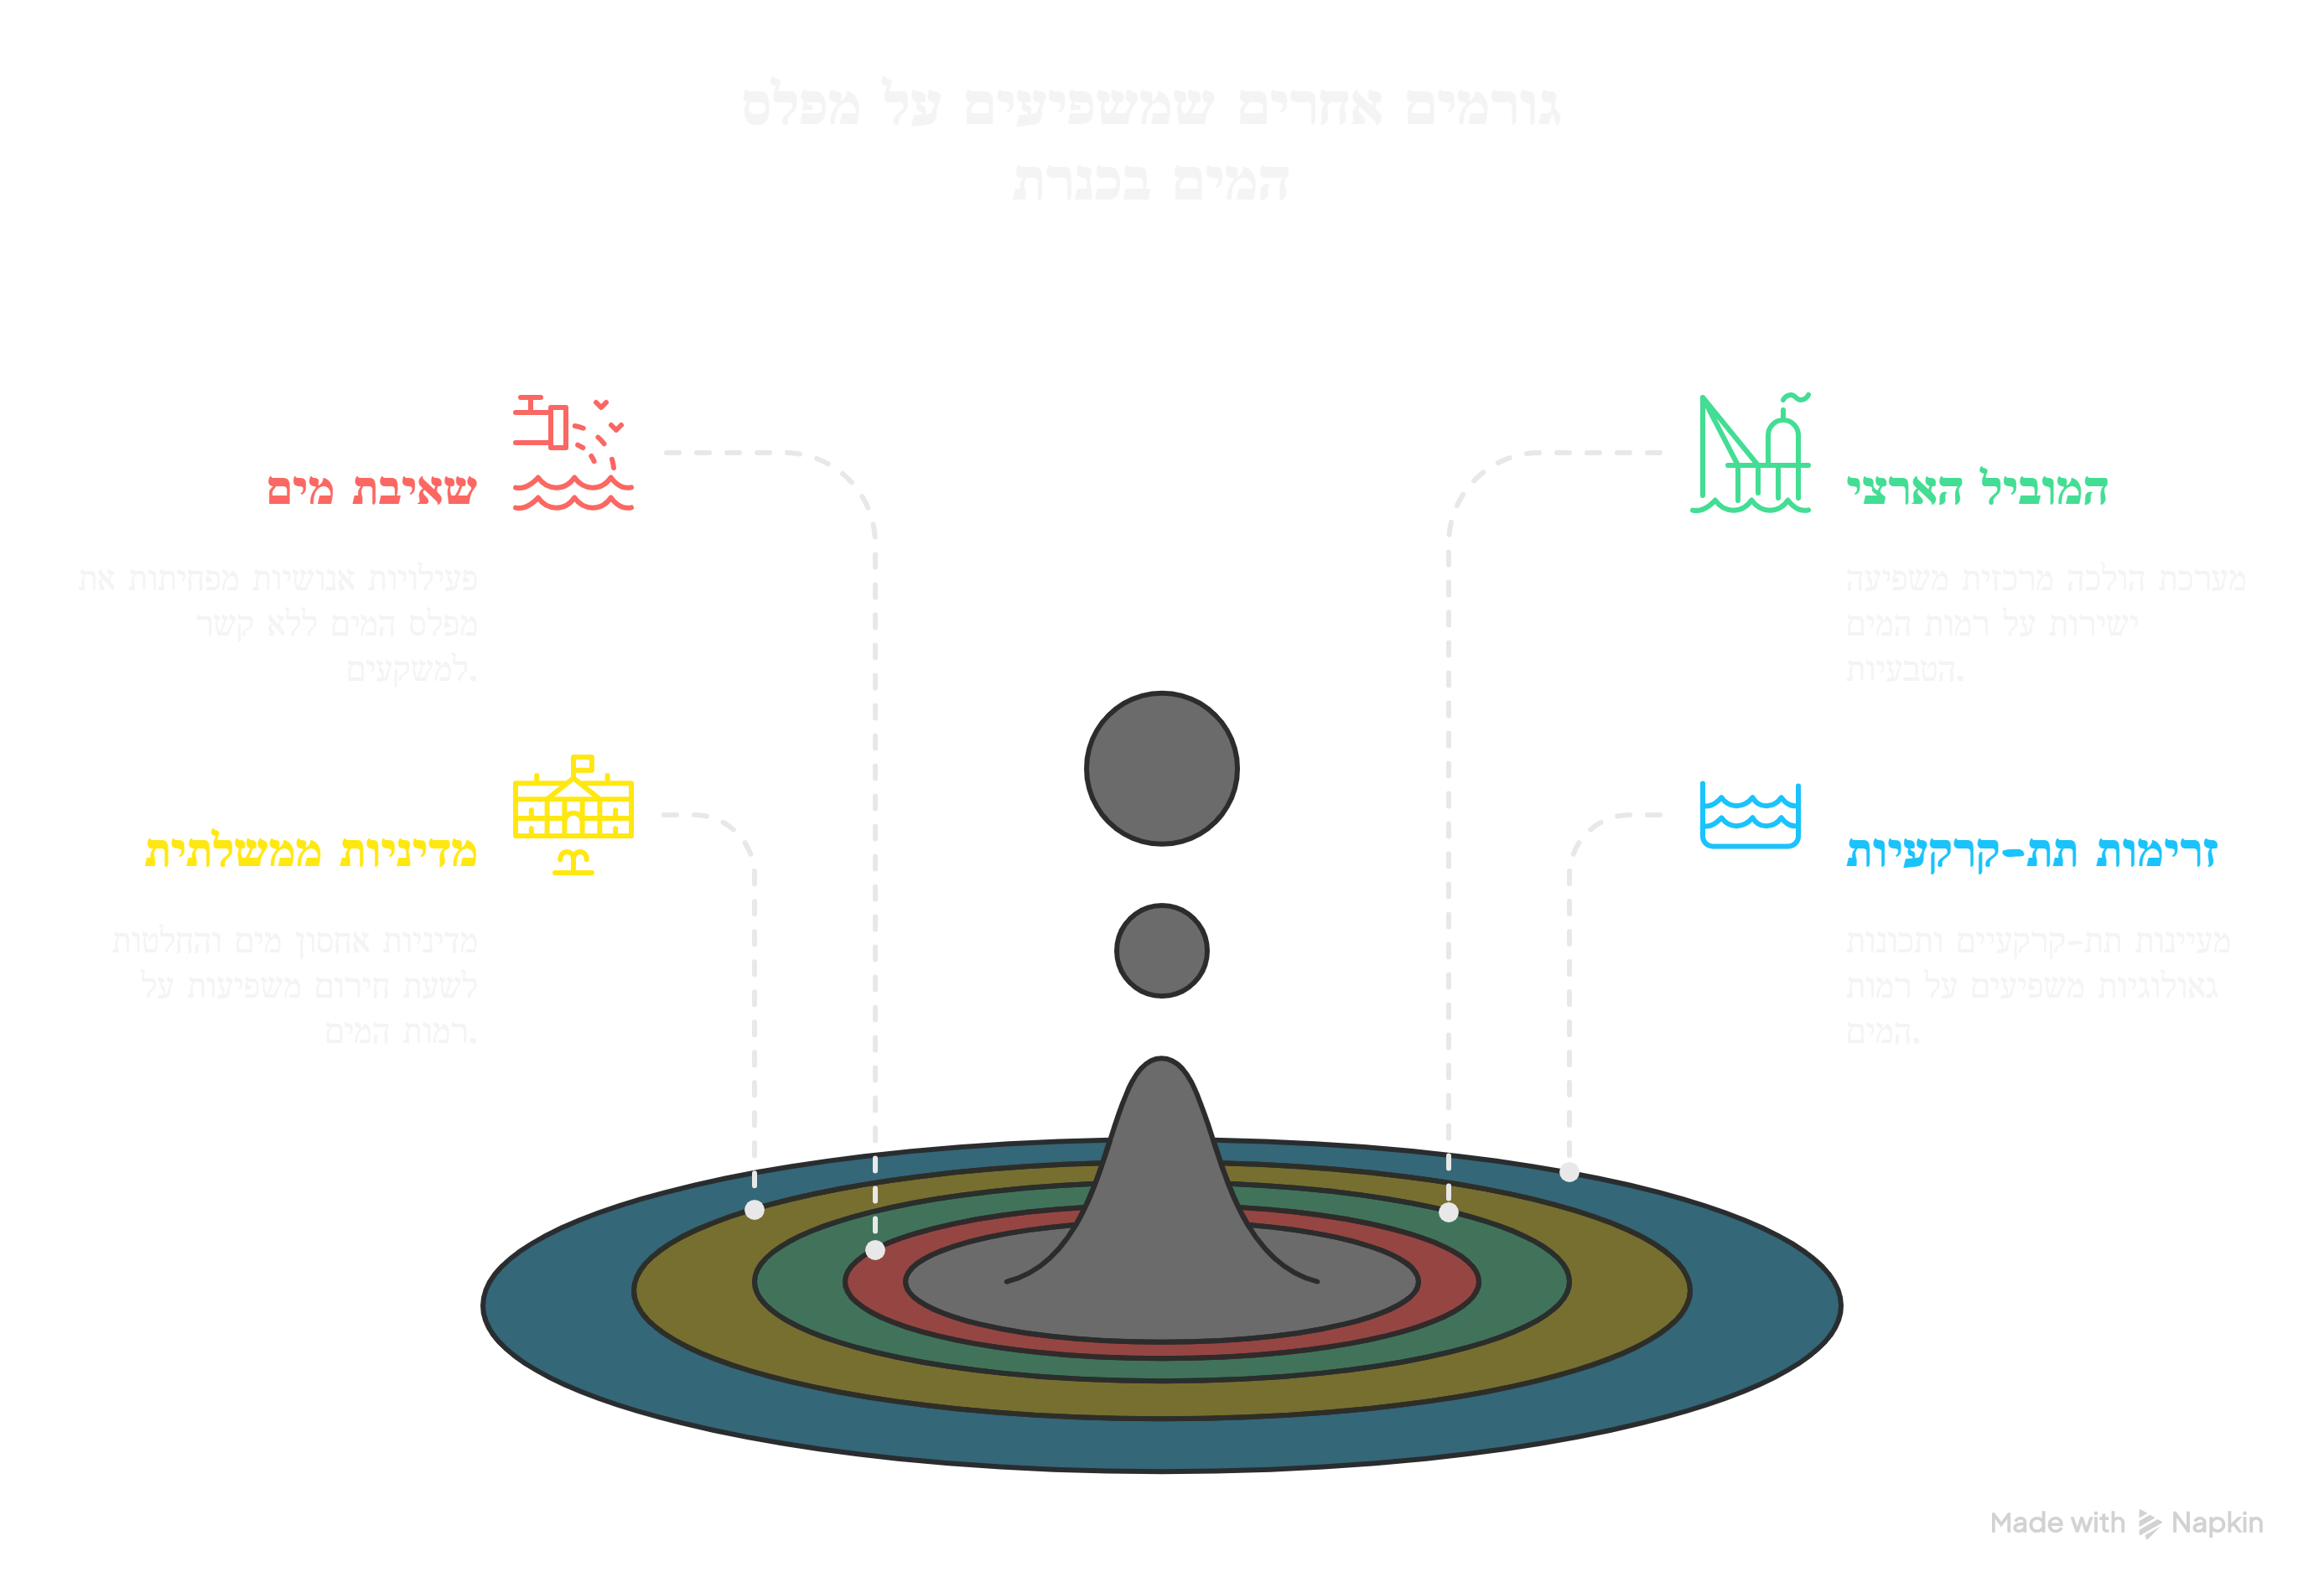 גורמים אחרים שמשפיעים על מפלס
המים בכנרת
המוביל הארצי
מערכת הולכה מרכזית משפיעה
ישירות על רמות המים
הטבעיות.
שאיבת מים
פעילויות אנושיות מפחיתות את
מפלס המים ללא קשר
למשקעים.
זרימות תת-קרקעיות
מעיינות תת-קרקעיים ותכונות
גאולוגיות משפיעים על רמות
המים.
מדיניות ממשלתית
מדיניות אחסון מים והחלטות
לשעת חירום משפיעות על
רמות המים.
Made with Napkin